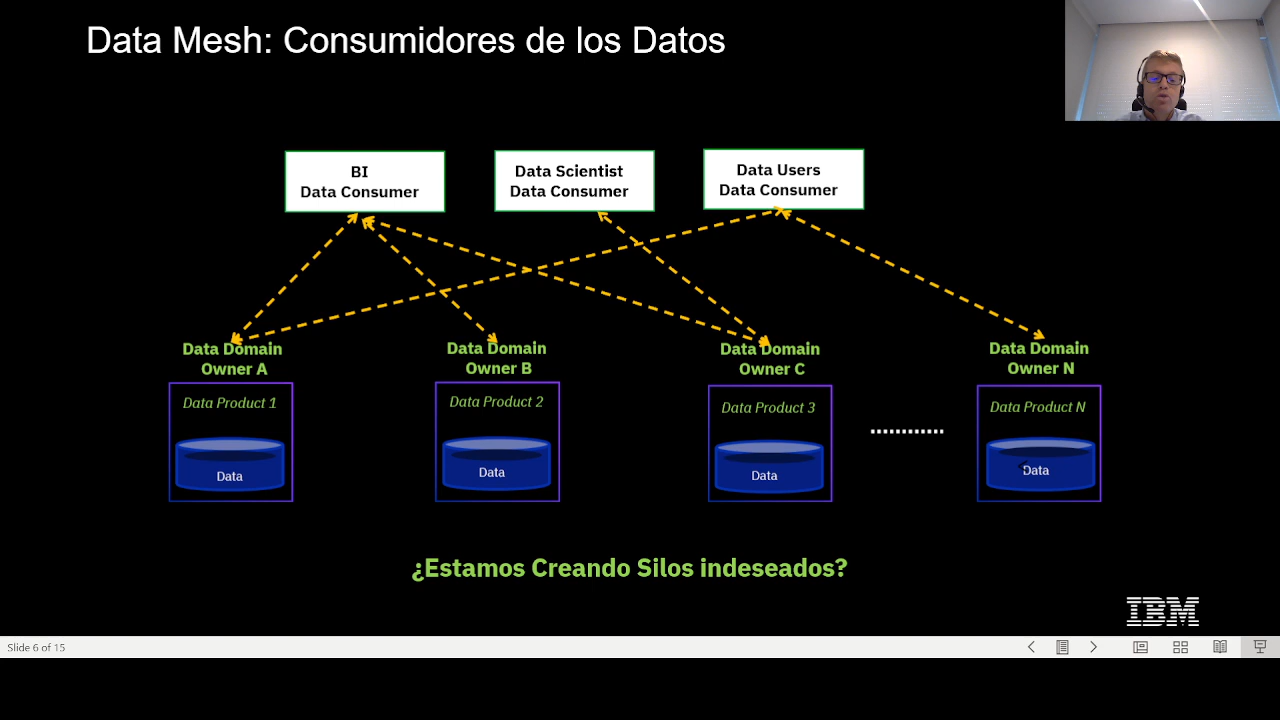 Data Mesh: Consumidores de los Datos
BI
Data Consumer
Data Scientist
Data Consumer
Data Users
Data Consumer
Data Domain
Owner A
Data Domain
Owner B
Data Domain
Owner C
Data Domain
Owner N
Data Product 1
Data Product 2
Data Product 3
Data Product N
Data
Data
Data
Data
¿Estamos Creando Silos indeseados?
IBM
Slide 6 of 15